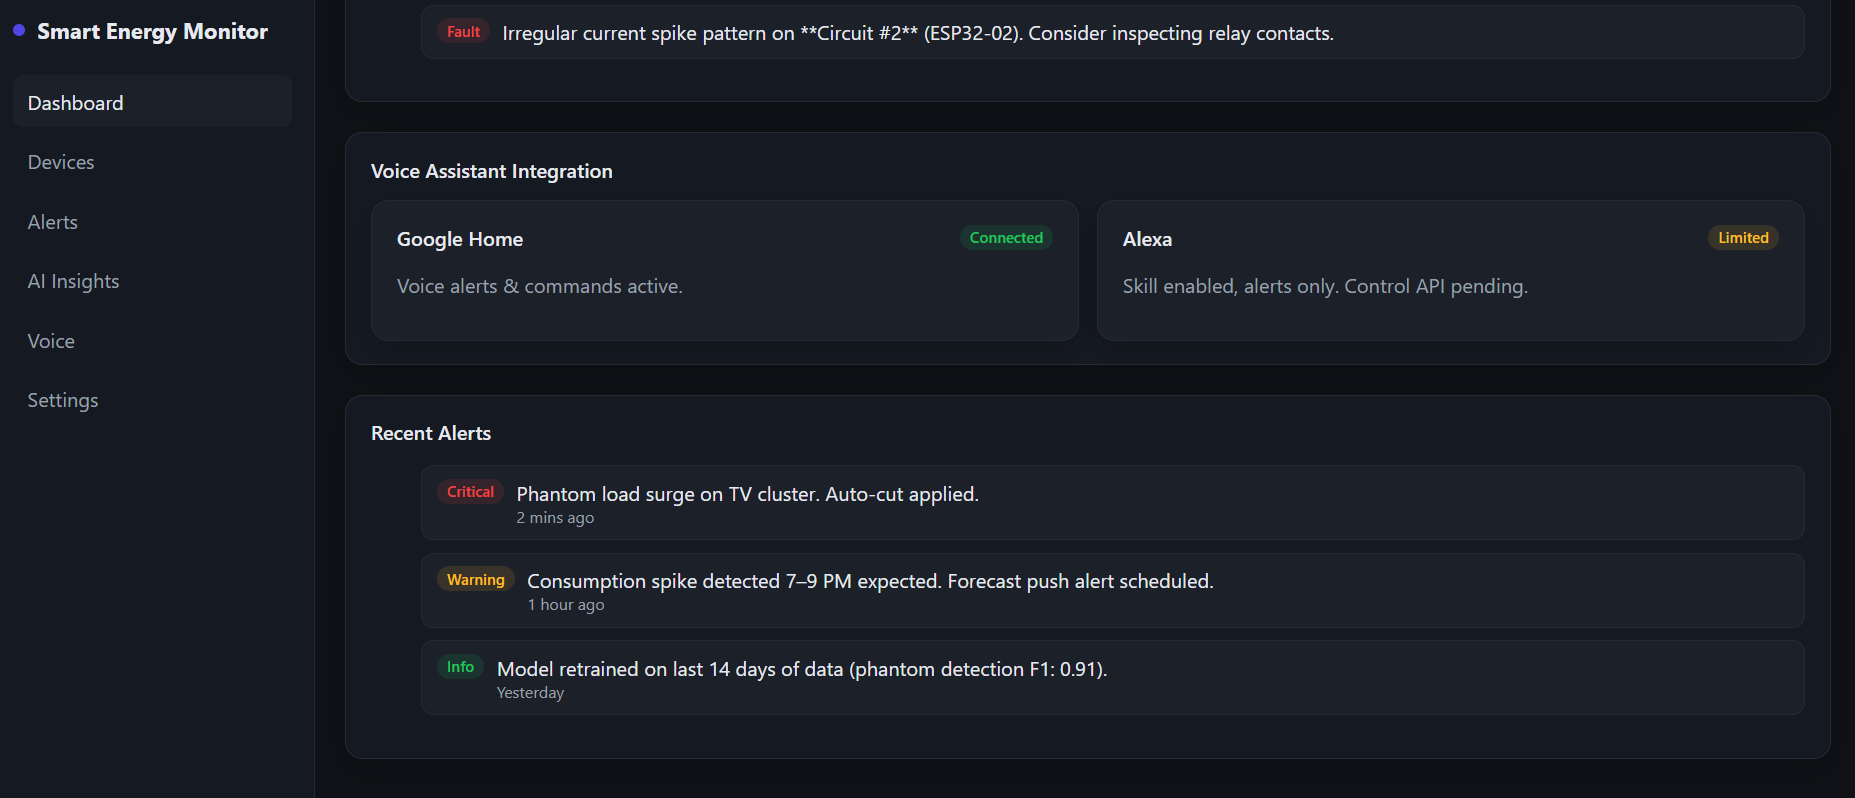 Smart Energy Monitor
Dashboard
Devices
Alerts
AI Insights
Voice
Settings
Fault
Irregular current spike pattern on **Circuit #2** (ESP32-02). Consider inspecting relay contacts.
Voice Assistant Integration
Google Home
Connected
Voice alerts & commands active.
Alexa
Limited
Skill enabled, alerts only. Control API pending.
Recent Alerts
Critical
Phantom load surge on TV cluster. Auto-cut applied.
2 mins ago
Warning
Consumption spike detected 7–9 PM expected. Forecast push alert scheduled.
1 hour ago
Info
Model retrained on last 14 days of data (phantom detection F1: 0.91).
Yesterday